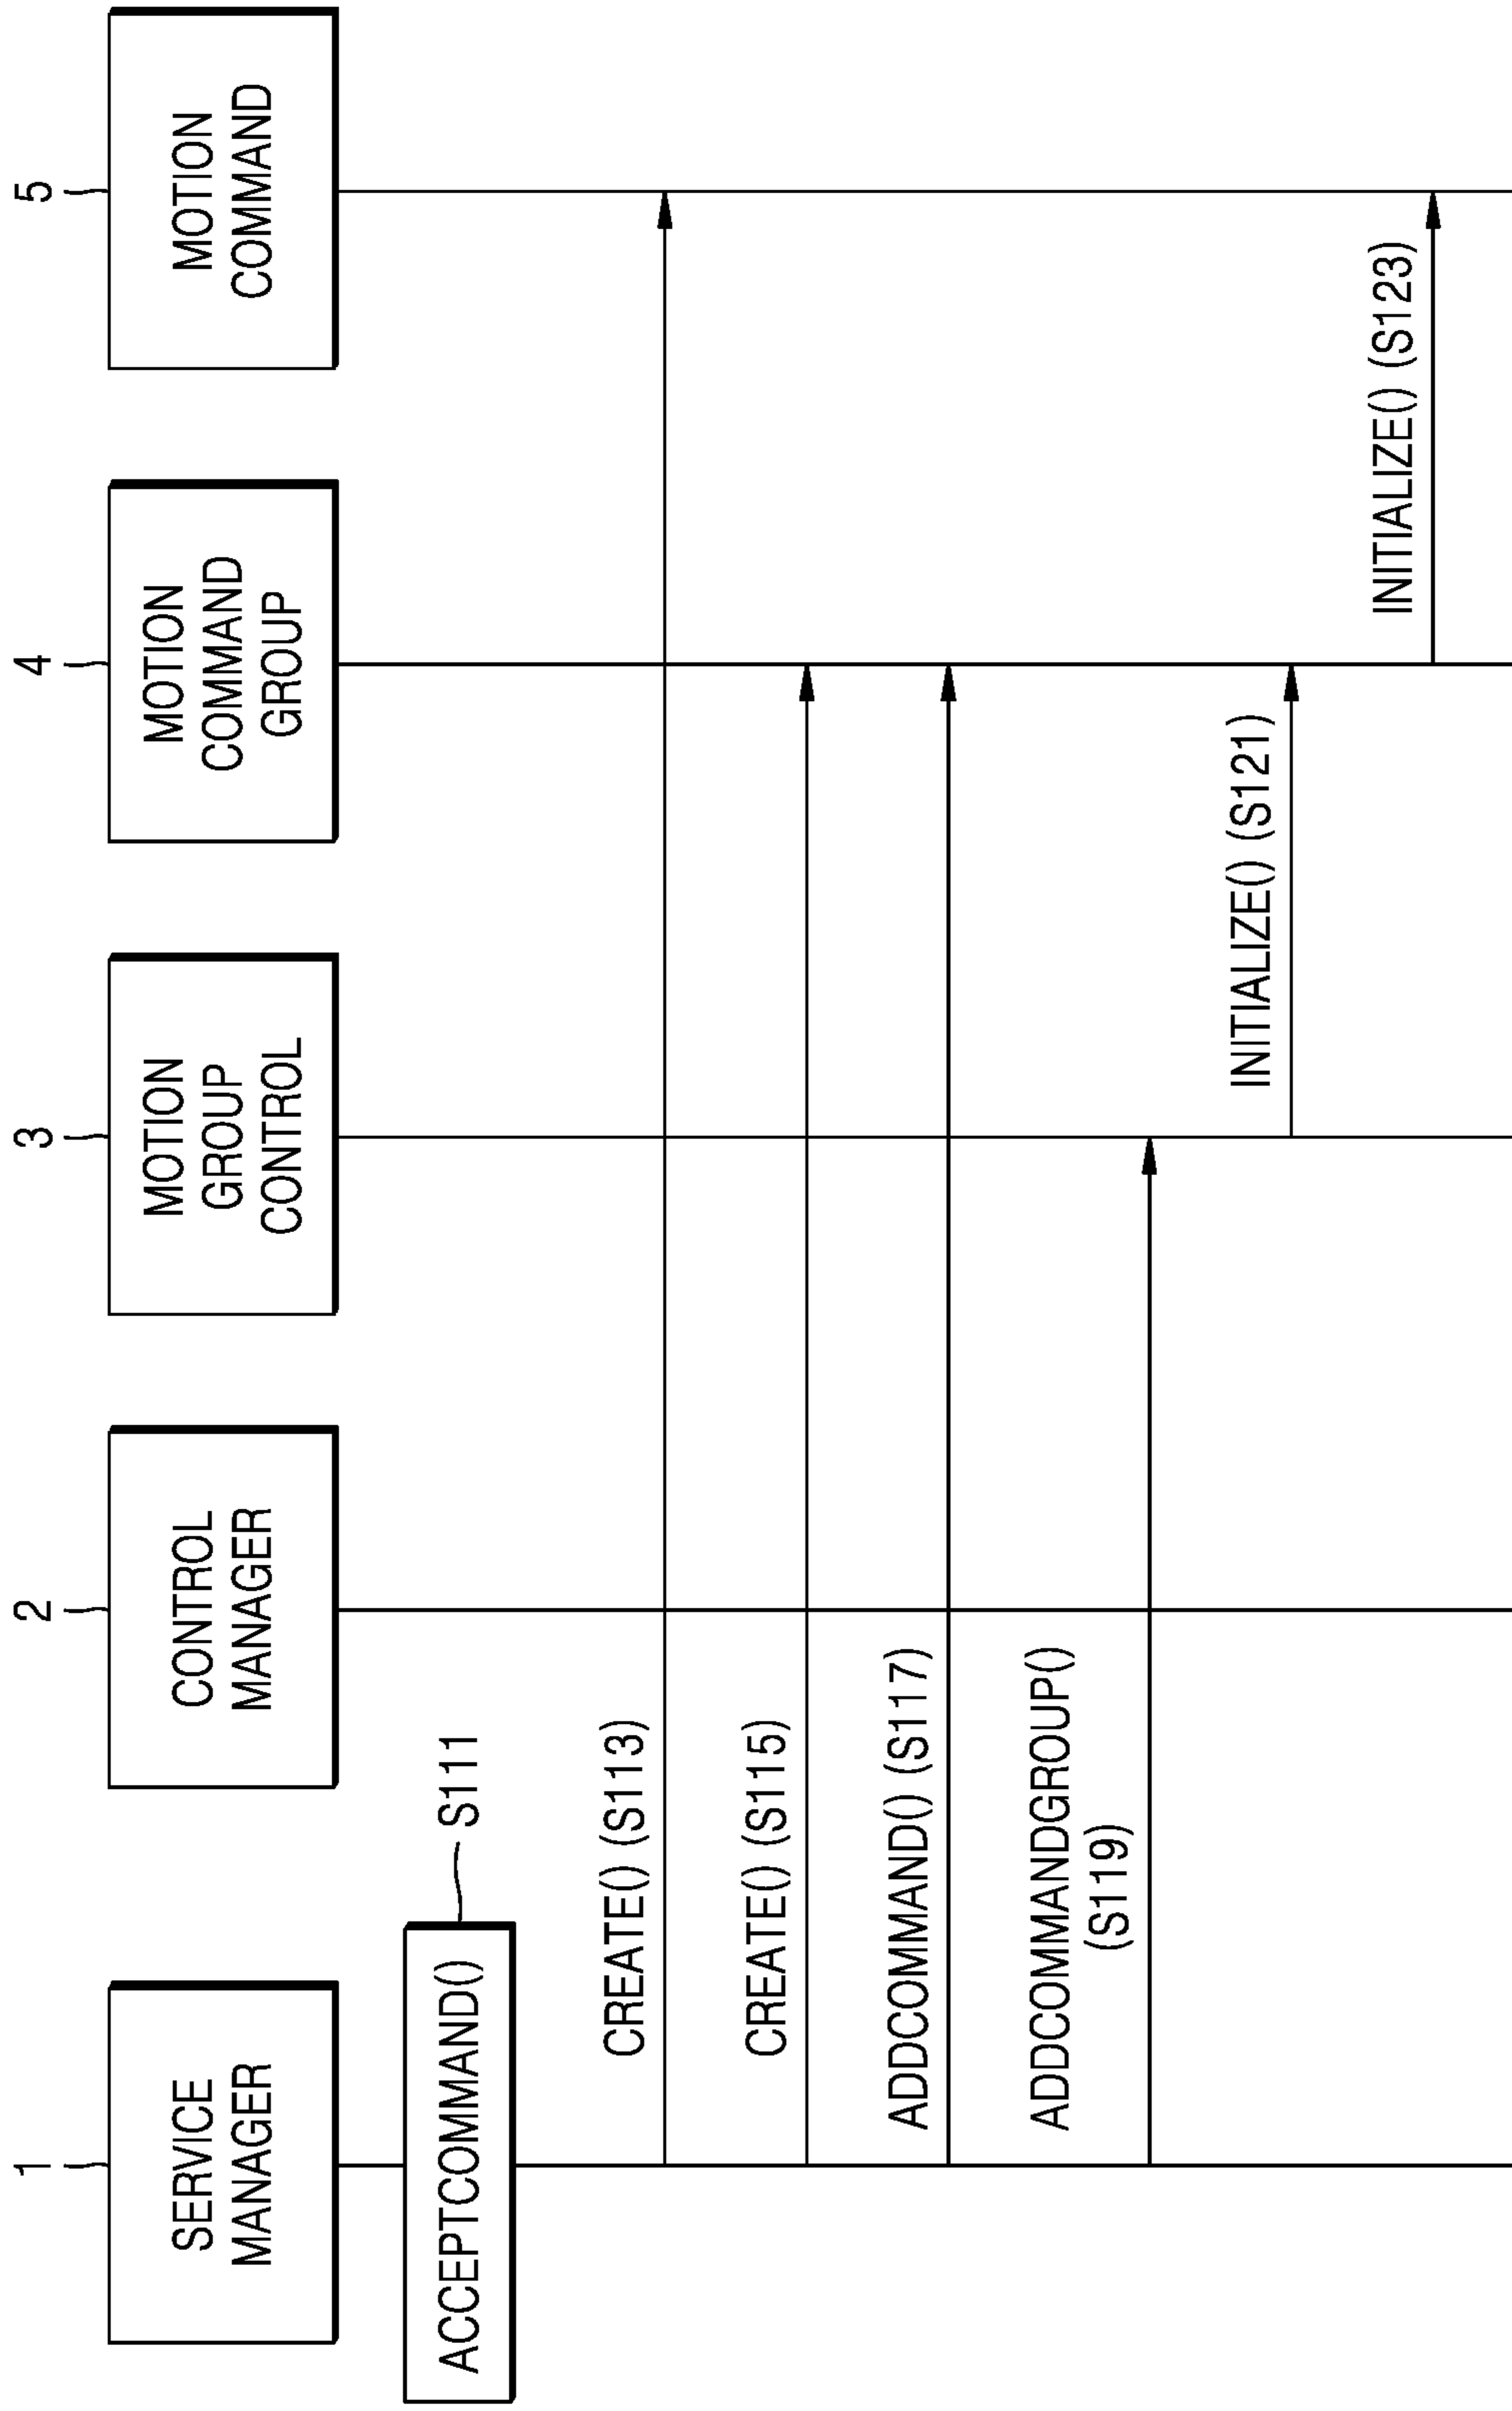 1
2
3
4
5
SERVICE
MANAGER
CONTROL
MANAGER
MOTION
GROUP
CONTROL
MOTION
COMMAND
GROUP
MOTION
COMMAND
ACCEPTCOMMAND()
S111
CREATE() (S113)
CREATE() (S115)
ADDCOMMAND() (S117)
ADDCOMMANDGROUP()
(S119)
INITIALIZE() (S121)
INITIALIZE() (S123)